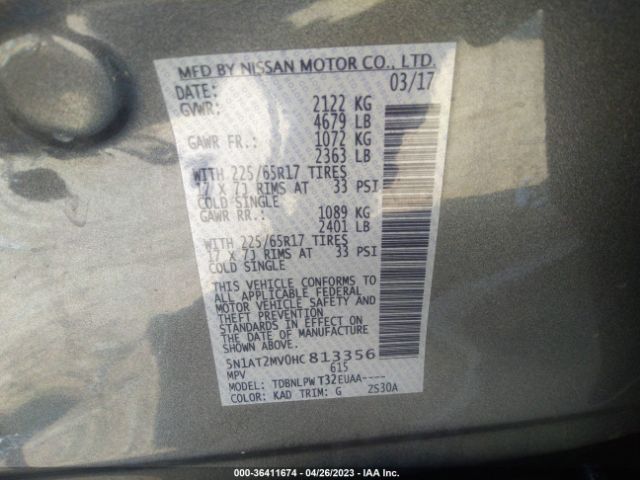 MFD BY NISSAN MOTOR CO., LTD.
DATE: 03/17
GVWR: 2122 KG
4679 LB
GAWR FR.: 1072 KG
2363 LB
WITH 225/65R17 TIRES
17 X 7J RIMS AT 33 PSI
COLD SINGLE
GAWR RR.: 1089 KG
2401 LB
WITH 225/65R17 TIRES
17 X 7J RIMS AT 33 PSI
COLD SINGLE
THIS VEHICLE CONFORMS TO
ALL APPLICABLE FEDERAL
MOTOR VEHICLE SAFETY AND
THEFT PREVENTION
STANDARDS IN EFFECT ON
THE DATE OF MANUFACTURE
SHOWN ABOVE.
5N1AT2MV0HC 813356
MPV 615
MODEL: TDBNLPW T32EUAA----
COLOR: KAD TRIM: G ZS30A
000-36411674 / 04/26/2023 - IAA Inc.